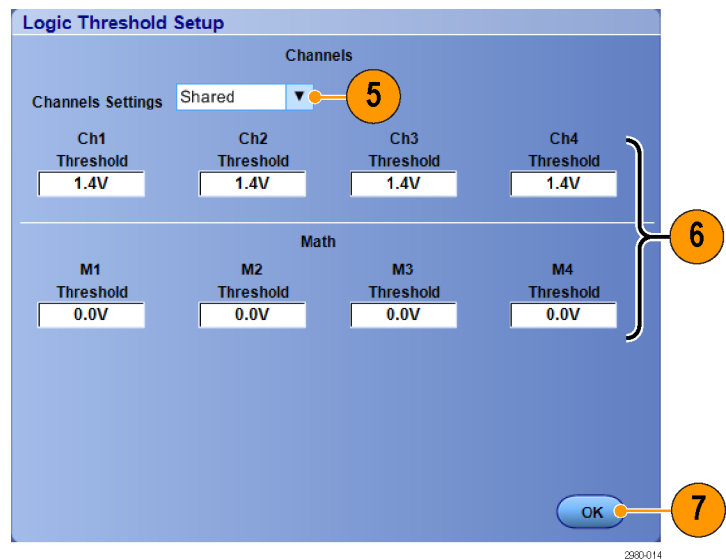 Logic Threshold Setup
Channels
Channels Settings Shared ▼ 5
Ch1 Ch2 Ch3 Ch4
Threshold Threshold Threshold Threshold
1.4V 1.4V 1.4V 1.4V
6
Math
M1 M2 M3 M4
Threshold Threshold Threshold Threshold
0.0V 0.0V 0.0V 0.0V
OK 7
2980-014